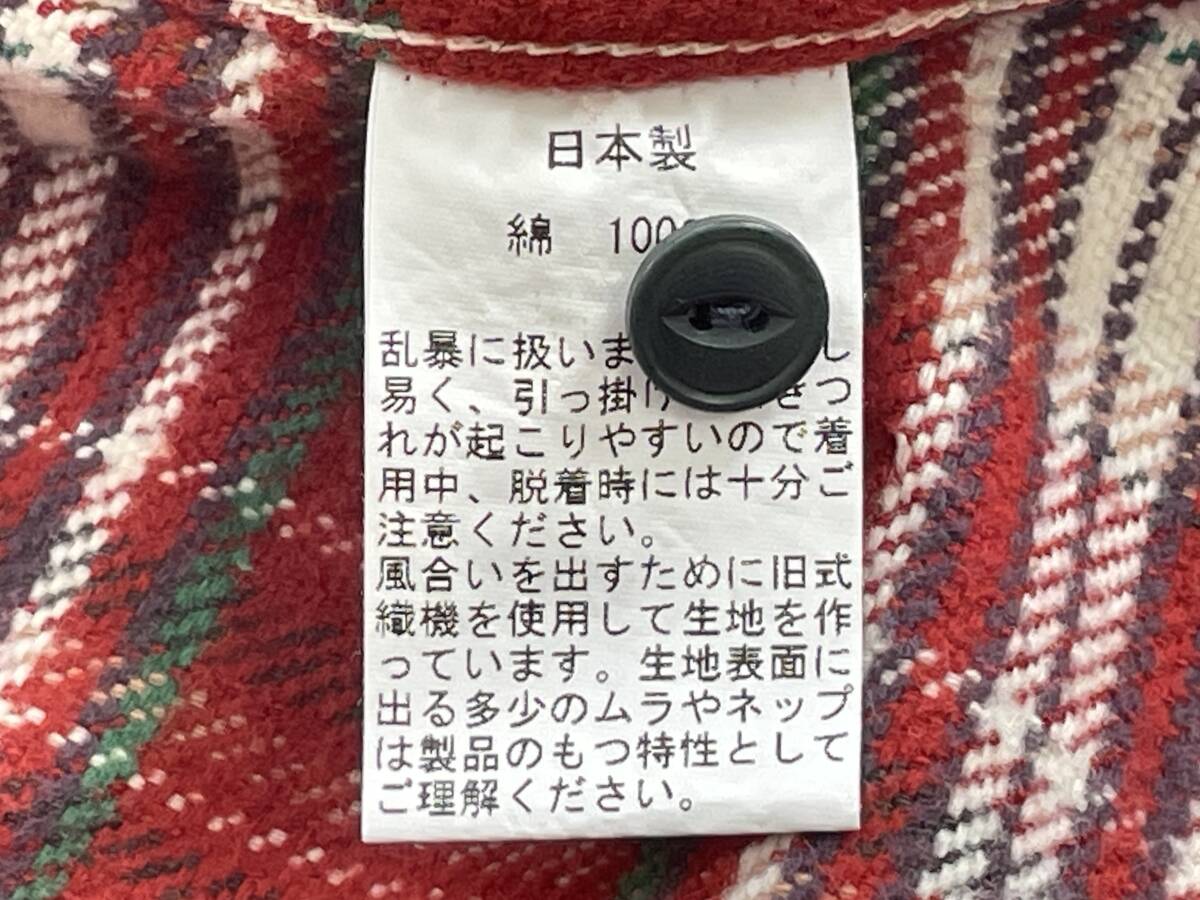 日本製
綿 100
乱暴に扱いま し
易く、引っ掛け きつ
れが起こりやすいので着
用中、脱着時には十分ご
注意ください。
風合いを出すために旧式
織機を使用して生地を作
っています。生地表面に
出る多少のムラやネップ
は製品のもつ特性として
ご理解ください。